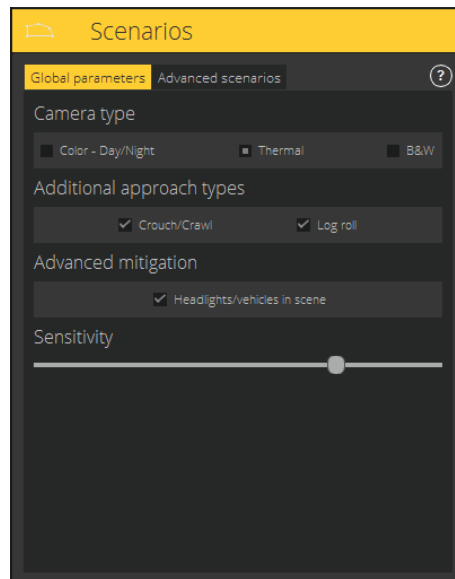 Scenarios
Global parameters Advanced scenarios ?
Camera type
Color - Day/Night Thermal B&W
Additional approach types
Crouch/Crawl Log roll
Advanced mitigation
Headlights/vehicles in scene
Sensitivity